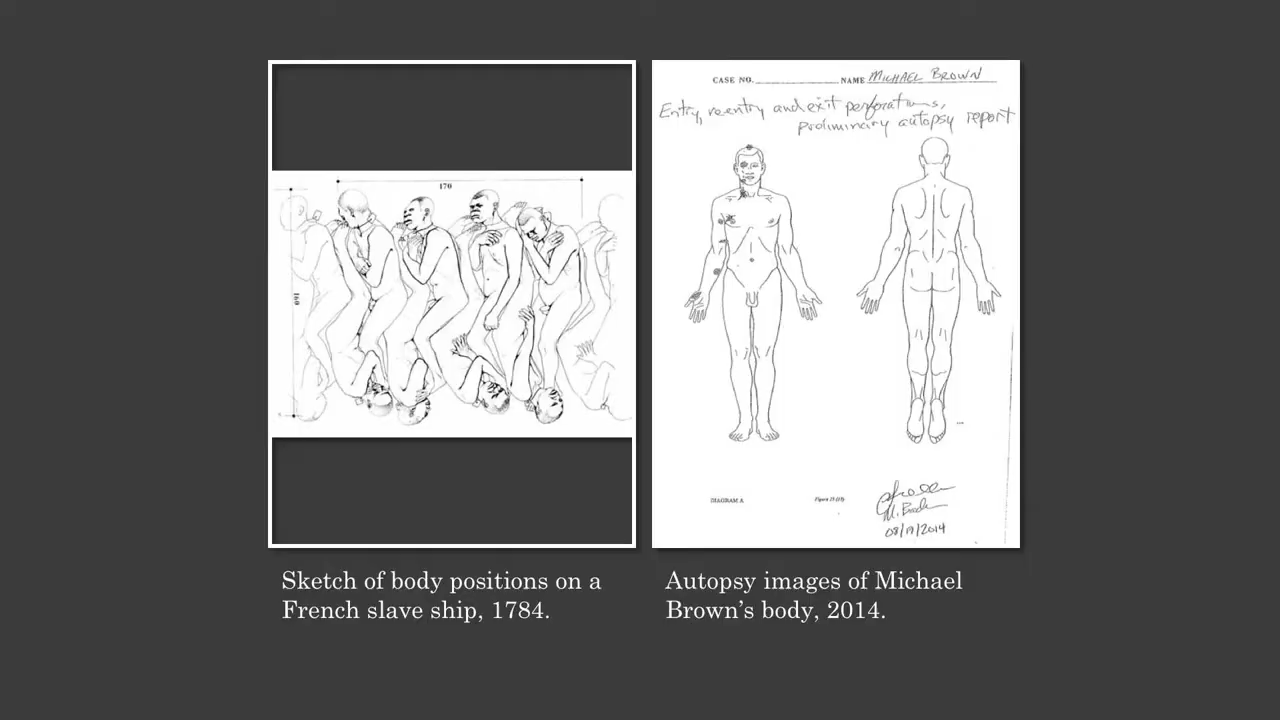 170
160
CASE NO. NAME MICHAEL BROWN
Entry, reentry and exit perforations,
preliminary autopsy report
DIAGRAM A
08/19/2014
Sketch of body positions on a
French slave ship, 1784.
Autopsy images of Michael
Brown's body, 2014.